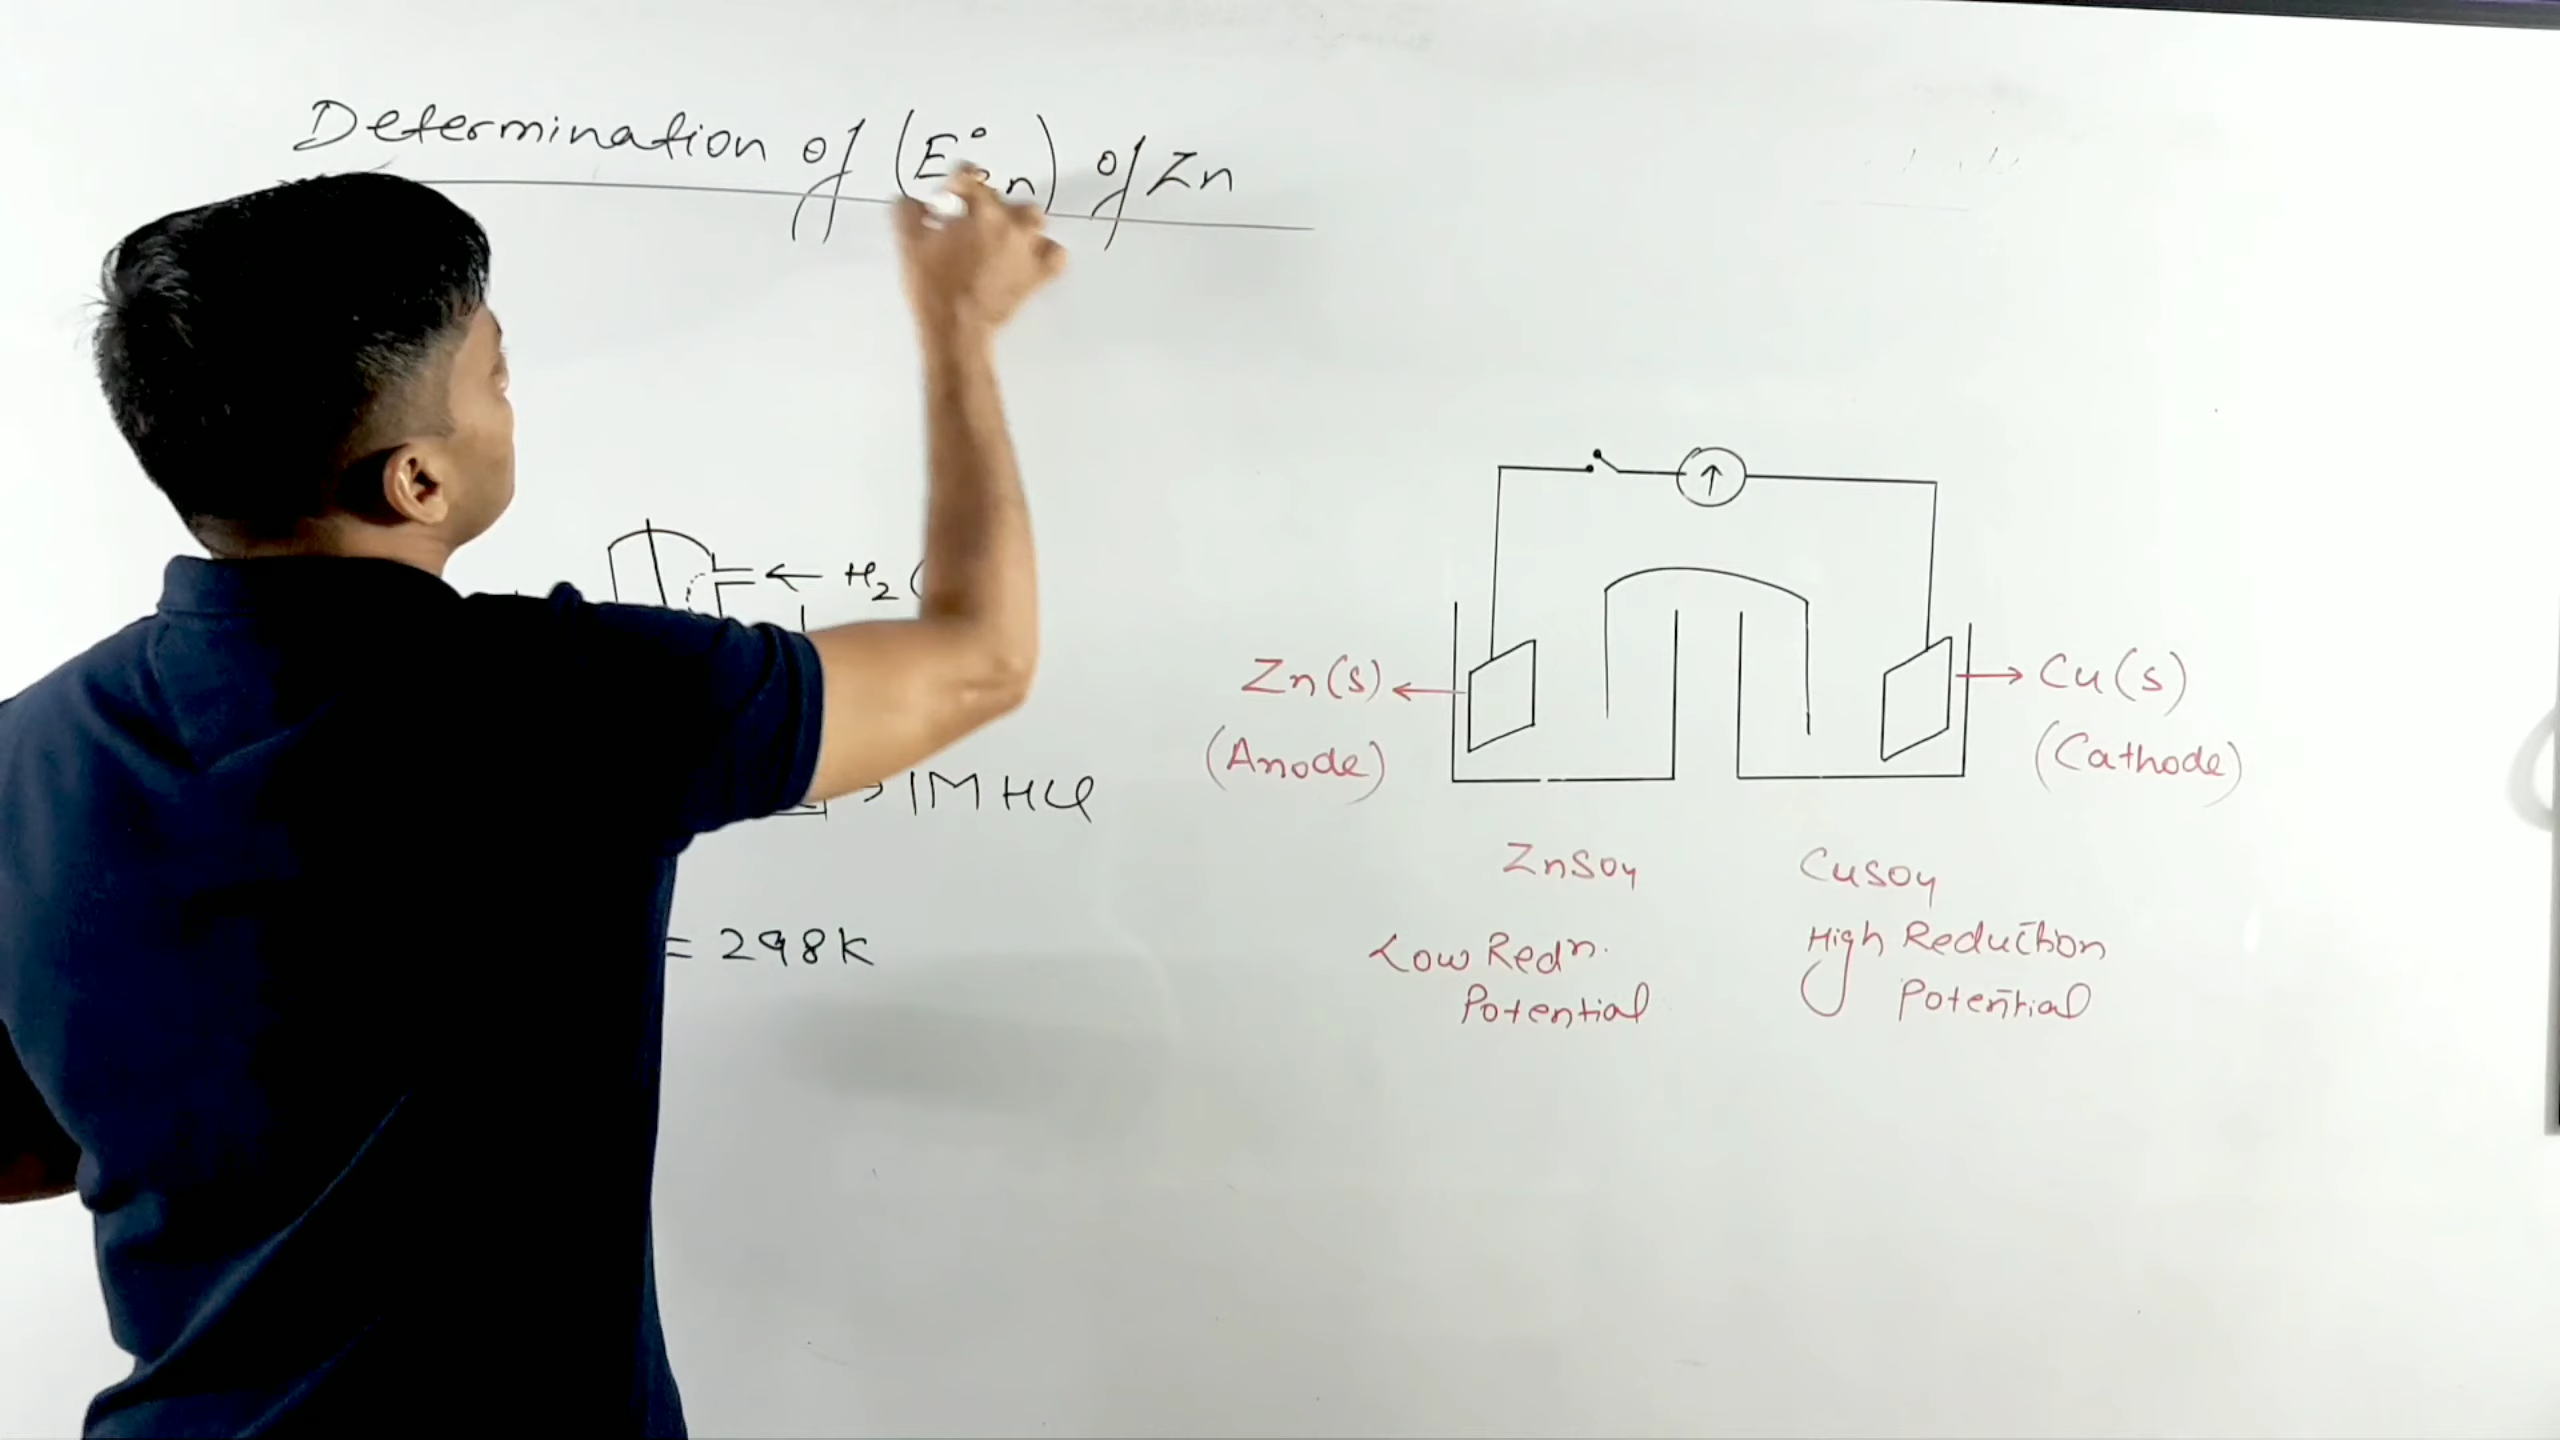 Determination of (E°Zn) of Zn
← H2 (
→ 1M HCl
= 298K
Zn(s) ← → Cu(s)
(Anode) (Cathode)
ZnSO4 CuSO4
Low Redn. High Reduction
Potential Potential